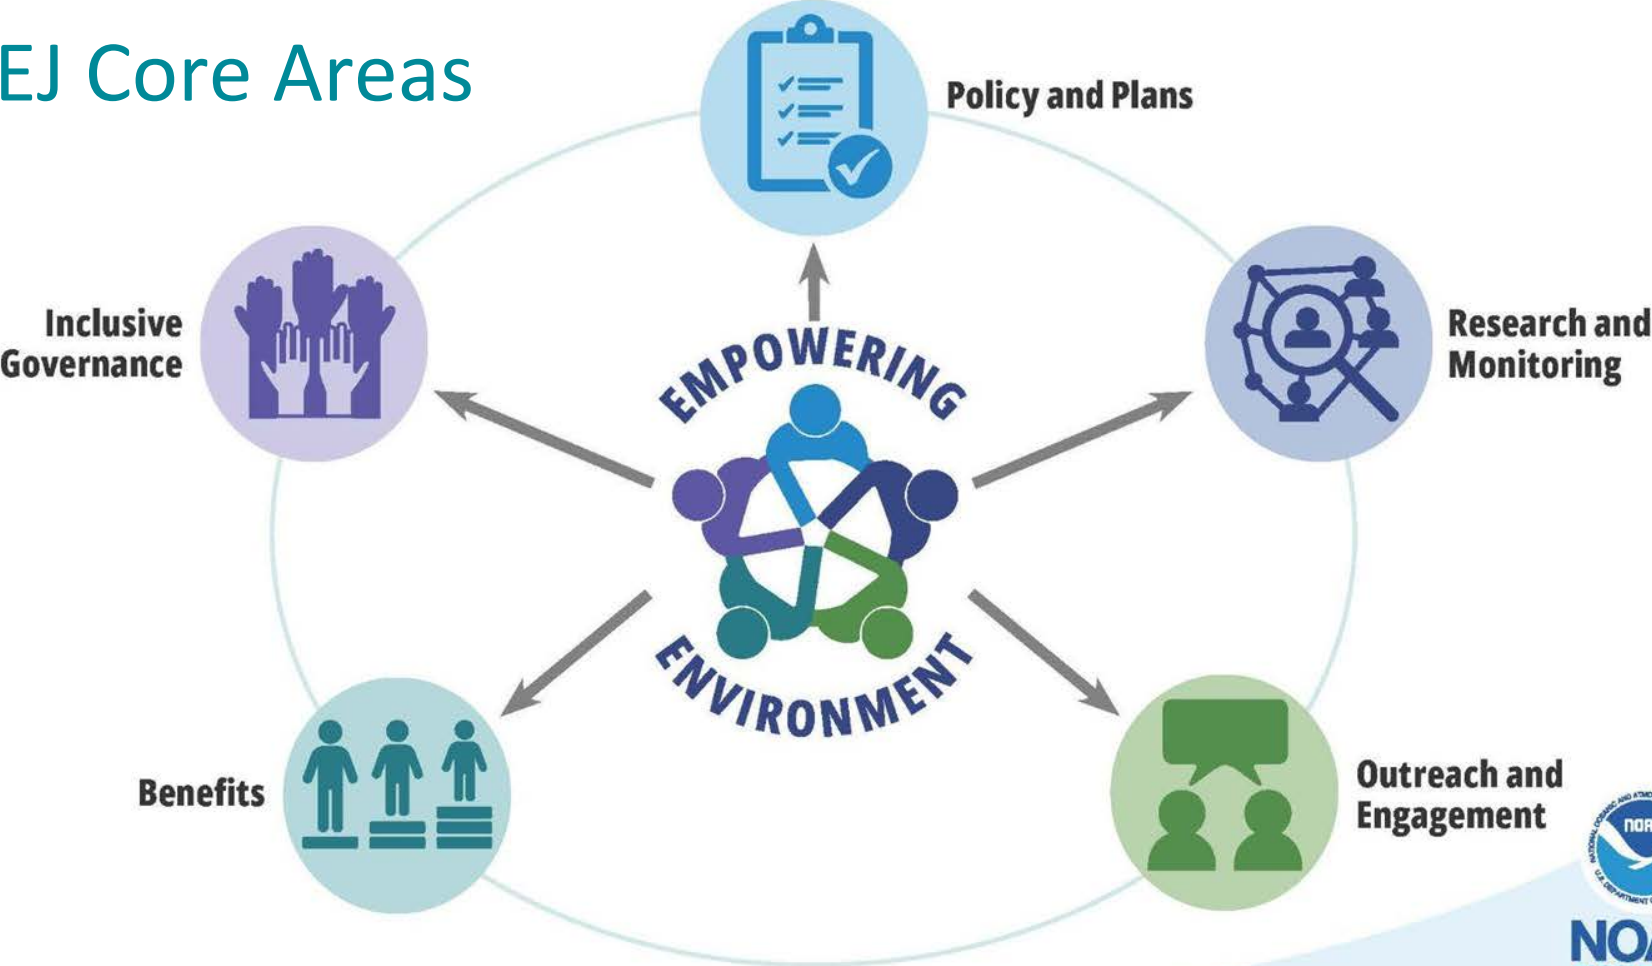 EJ Core Areas
Policy and Plans
Inclusive
Governance
Research and
Monitoring
EMPOWERING
ENVIRONMENT
Benefits
Outreach and
Engagement